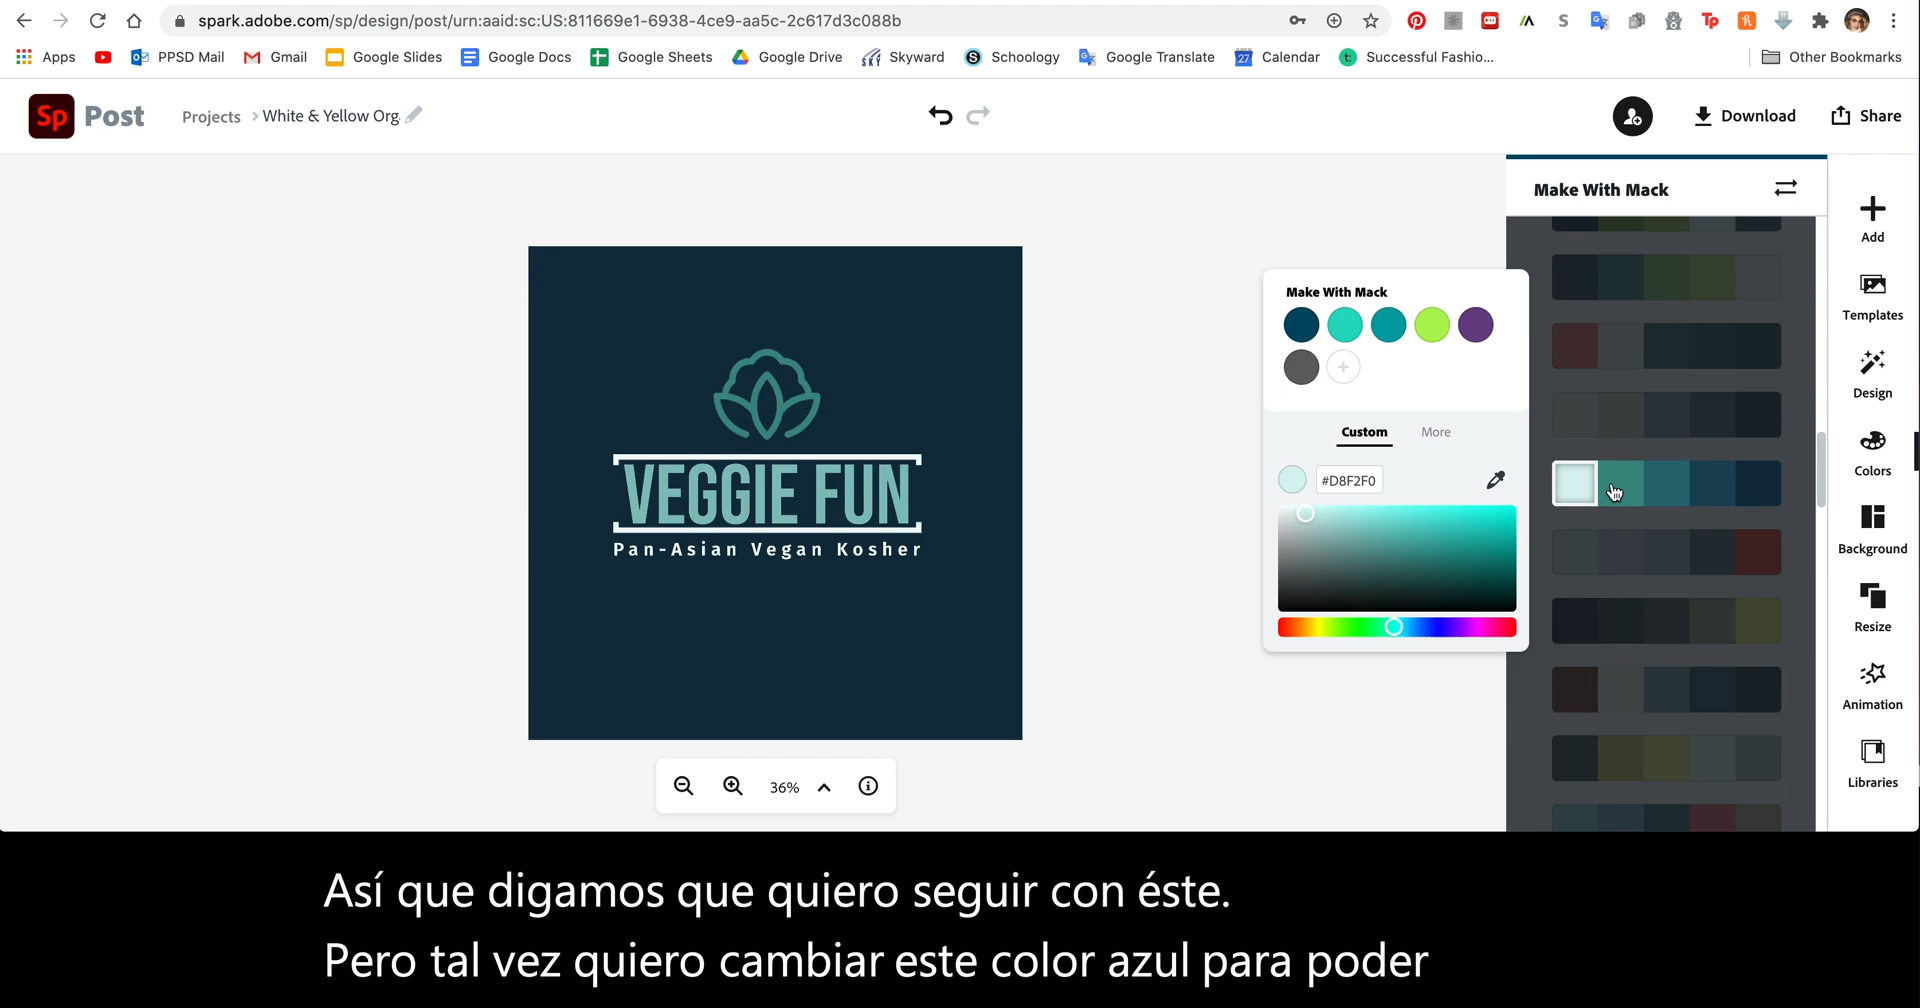 spark.adobe.com/sp/design/post/urn:aaid:sc:US:811669e1-6938-4ce9-aa5c-2c617d3c088b
Apps
PPSD Mail
Gmail
Google Slides
Google Docs
Google Sheets
Google Drive
Skyward
Schoology
Google Translate
27
Calendar
Successful Fashio...
Other Bookmarks
Sp
Post
Projects > White & Yellow Org
Download
Share
Make With Mack
Add
Templates
Design
Colors
Background
Resize
Animation
Libraries
Make With Mack
Custom
More
#D8F2F0
VEGGIE FUN
Pan-Asian Vegan Kosher
36%
Así que digamos que quiero seguir con éste.
Pero tal vez quiero cambiar este color azul para poder